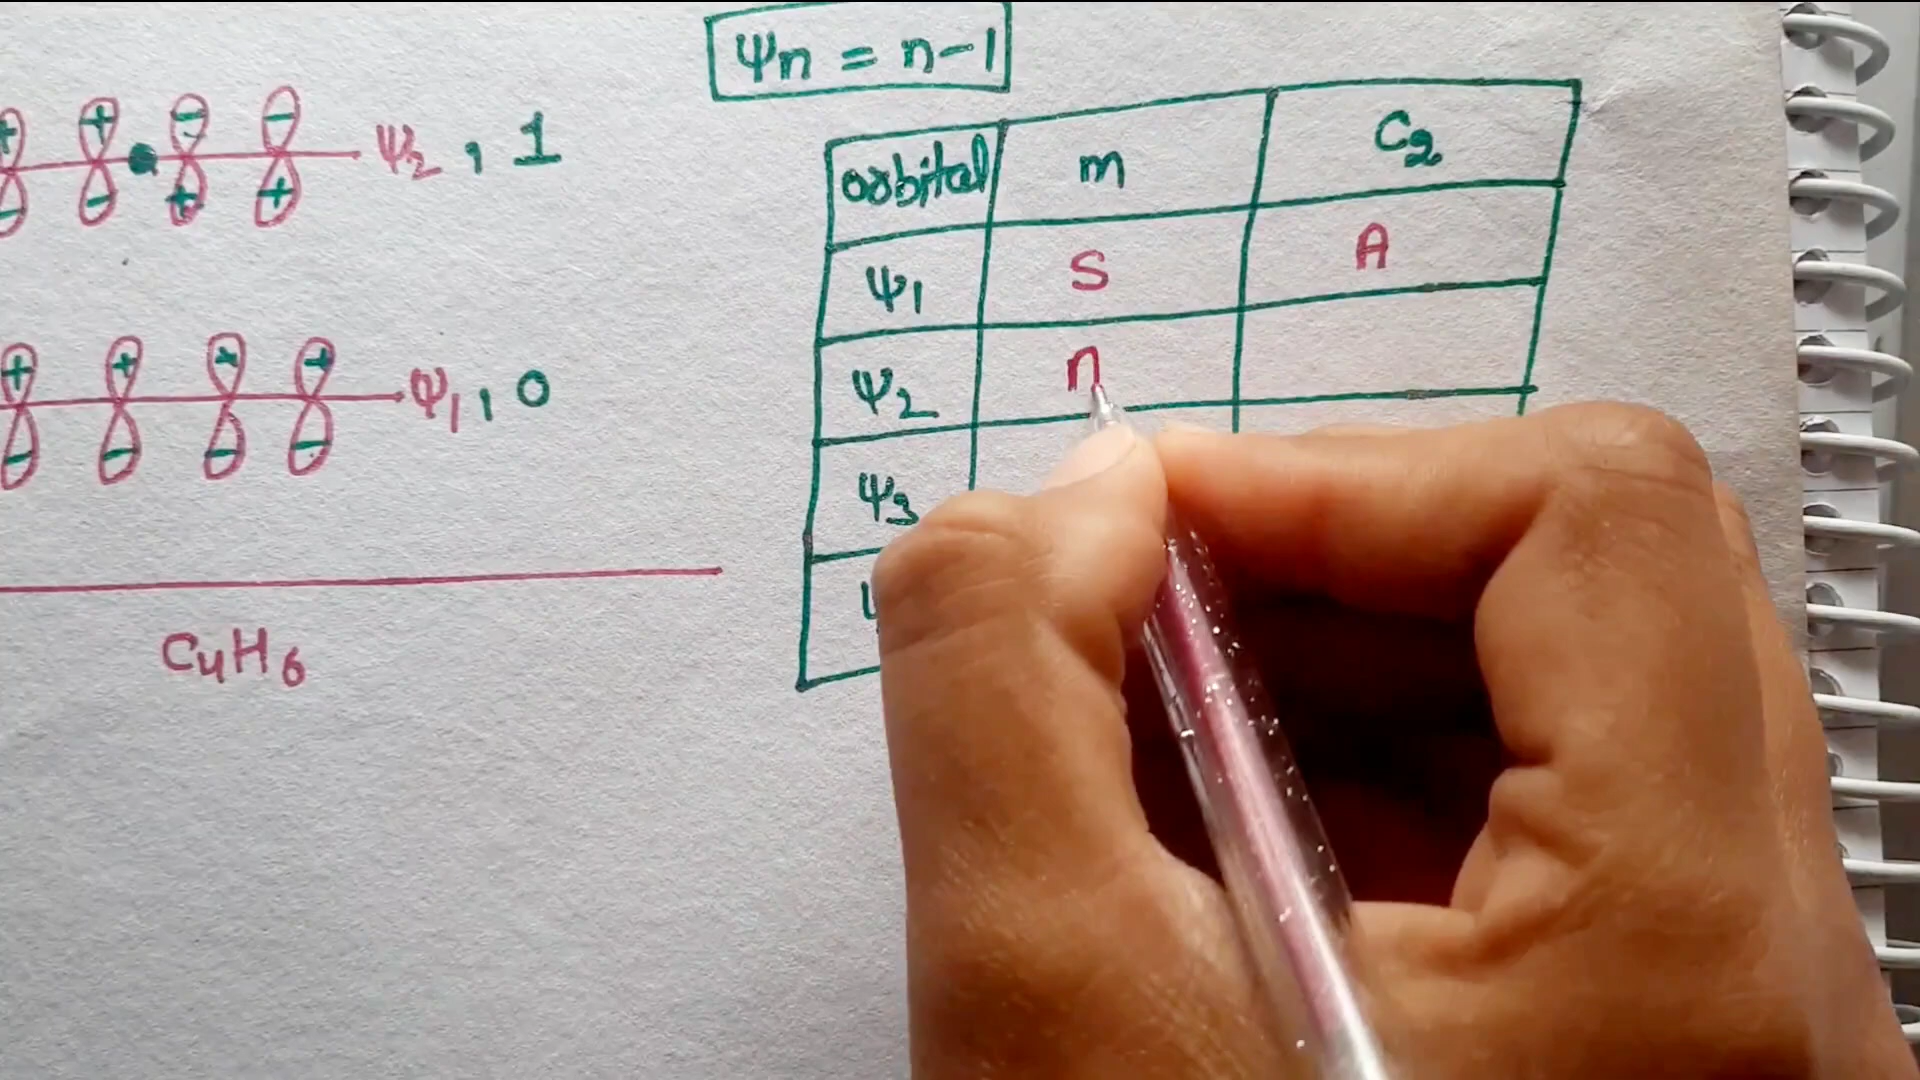 ψn = n-1
+ + - - ψ2 , 1
- - + +
+ + + + ψ1 , 0
- - - -
C4H6
orbital m C2
ψ1 S A
ψ2
ψ3